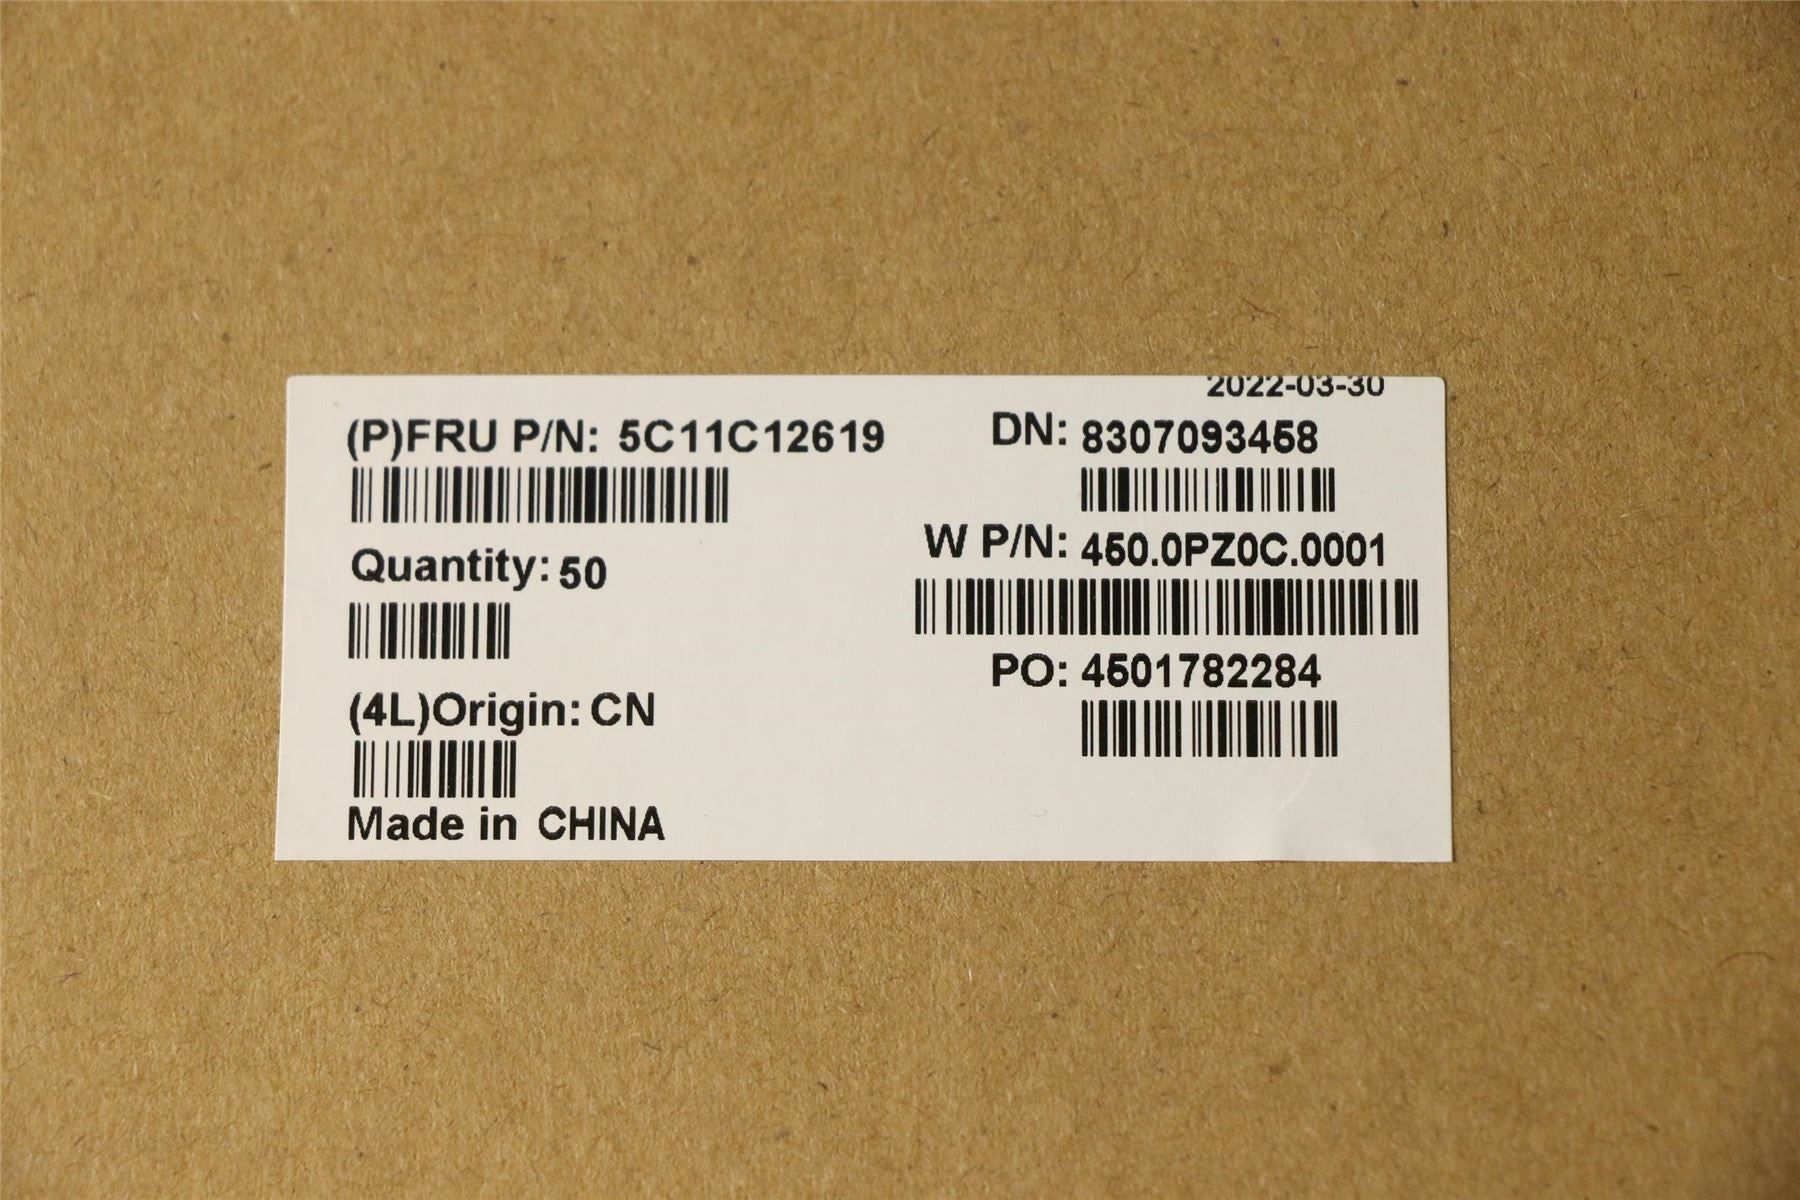 2022-03-30
(P)FRU P/N: 5C11C12619
DN: 8307093458
W P/N: 450.0PZ0C.0001
Quantity: 50
PO: 4501782284
(4L)Origin: CN
Made in CHINA